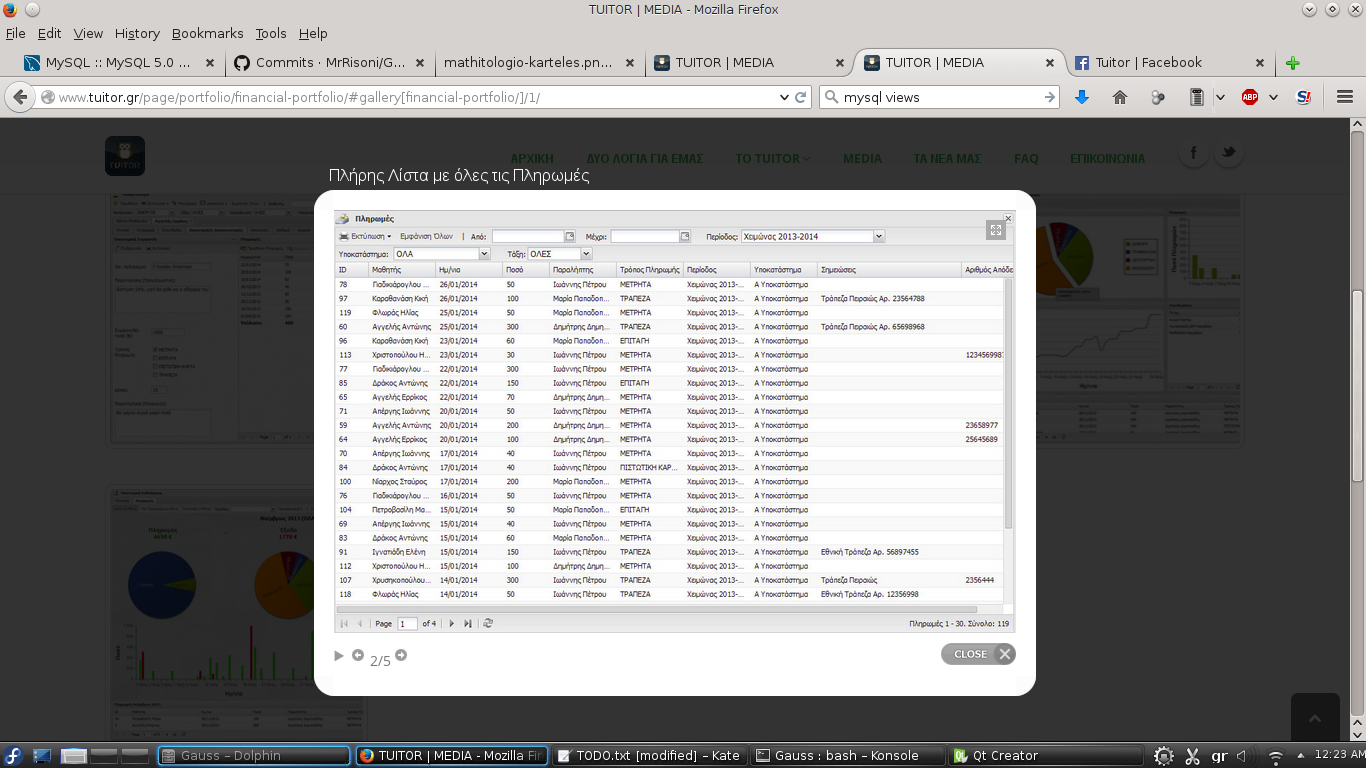 TUITOR | MEDIA - Mozilla Firefox
File Edit View History Bookmarks Tools Help
MySQL :: MySQL 5.0 ... Commits · MrRisoni/G... mathitologio-karteles.pn... TUITOR | MEDIA TUITOR | MEDIA Tuitor | Facebook
www.tuitor.gr/page/portfolio/financial-portfolio/#gallery[financial-portfolio/]/1/ mysql views ABP
TUITOR ΑΡΧΙΚΗ ΔΥΟ ΛΟΓΙΑ ΓΙΑ ΕΜΑΣ ΤΟ TUITOR MEDIA ΤΑ ΝΕΑ ΜΑΣ FAQ ΕΠΙΚΟΙΝΩΝΙΑ
Πλήρης Λίστα με όλες τις Πληρωμές
Πληρωμές
Εκτύπωση Εμφάνιση Όλων | Από: Μέχρι: Περίοδος: Χειμώνας 2013-2014
Υποκατάστημα: ΟΛΑ Τάξη: ΟΛΕΣ
ID Μαθητής Ημ/νια Ποσό Παραλήπτης Τρόπος Πληρωμής Περίοδος Υποκατάστημα Σημειώσεις Αριθμός Απόδε
78 Γιαδικιάρογλου ... 26/01/2014 50 Ιωάννης Πέτρου ΜΕΤΡΗΤΑ Χειμώνας 2013-... Α Υποκατάστημα
97 Καραθανάση Κική 26/01/2014 100 Μαρία Παπαδοπ... ΤΡΑΠΕΖΑ Χειμώνας 2013-... Α Υποκατάστημα Τράπεζα Πειραιώς Αρ. 23564788
119 Φλωράς Ηλίας 25/01/2014 50 Ιωάννης Πέτρου ΜΕΤΡΗΤΑ Χειμώνας 2013-... Α Υποκατάστημα
60 Αγγελής Αντώνης 25/01/2014 300 Δημήτρης Δημη... ΤΡΑΠΕΖΑ Χειμώνας 2013-... Α Υποκατάστημα Τράπεζα Πειραιώς Αρ. 65698968
96 Καραθανάση Κική 23/01/2014 60 Μαρία Παπαδοπ... ΕΠΙΤΑΓΗ Χειμώνας 2013-... Α Υποκατάστημα
113 Χριστοπούλου Η... 23/01/2014 30 Ιωάννης Πέτρου ΜΕΤΡΗΤΑ Χειμώνας 2013-... Α Υποκατάστημα 123456998
77 Γιαδικιάρογλου ... 22/01/2014 300 Ιωάννης Πέτρου ΜΕΤΡΗΤΑ Χειμώνας 2013-... Α Υποκατάστημα
85 Δράκος Αντώνης 22/01/2014 150 Ιωάννης Πέτρου ΕΠΙΤΑΓΗ Χειμώνας 2013-... Α Υποκατάστημα
65 Αγγελής Ερρίκος 22/01/2014 70 Δημήτρης Δημη... ΜΕΤΡΗΤΑ Χειμώνας 2013-... Α Υποκατάστημα
71 Απέργης Ιωάννης 20/01/2014 50 Ιωάννης Πέτρου ΜΕΤΡΗΤΑ Χειμώνας 2013-... Α Υποκατάστημα
59 Αγγελής Αντώνης 20/01/2014 200 Δημήτρης Δημη... ΜΕΤΡΗΤΑ Χειμώνας 2013-... Α Υποκατάστημα 23658977
64 Αγγελής Ερρίκος 20/01/2014 100 Δημήτρης Δημη... ΜΕΤΡΗΤΑ Χειμώνας 2013-... Α Υποκατάστημα 25645689
70 Απέργης Ιωάννης 17/01/2014 40 Ιωάννης Πέτρου ΜΕΤΡΗΤΑ Χειμώνας 2013-... Α Υποκατάστημα
84 Δράκος Αντώνης 17/01/2014 40 Ιωάννης Πέτρου ΠΙΣΤΩΤΙΚΗ ΚΑΡ... Χειμώνας 2013-... Α Υποκατάστημα
100 Νίαρχος Σταύρος 17/01/2014 200 Μαρία Παπαδοπ... ΜΕΤΡΗΤΑ Χειμώνας 2013-... Α Υποκατάστημα
76 Γιαδικιάρογλου ... 16/01/2014 50 Ιωάννης Πέτρου ΜΕΤΡΗΤΑ Χειμώνας 2013-... Α Υποκατάστημα
104 Πετροβασίλη Μα... 15/01/2014 50 Μαρία Παπαδοπ... ΕΠΙΤΑΓΗ Χειμώνας 2013-... Α Υποκατάστημα
69 Απέργης Ιωάννης 15/01/2014 40 Ιωάννης Πέτρου ΜΕΤΡΗΤΑ Χειμώνας 2013-... Α Υποκατάστημα
83 Δράκος Αντώνης 15/01/2014 60 Μαρία Παπαδοπ... ΜΕΤΡΗΤΑ Χειμώνας 2013-... Α Υποκατάστημα
91 Ιγνατιάδη Ελένη 15/01/2014 150 Ιωάννης Πέτρου ΤΡΑΠΕΖΑ Χειμώνας 2013-... Α Υποκατάστημα Εθνική Τράπεζα Αρ. 56897455
112 Χριστοπούλου Η... 15/01/2014 100 Δημήτρης Δημη... ΜΕΤΡΗΤΑ Χειμώνας 2013-... Α Υποκατάστημα
107 Χρυσηκοπούλου... 14/01/2014 300 Ιωάννης Πέτρου ΤΡΑΠΕΖΑ Χειμώνας 2013-... Α Υποκατάστημα Τράπεζα Πειραιώς 2356444
118 Φλωράς Ηλίας 14/01/2014 50 Ιωάννης Πέτρου ΤΡΑΠΕΖΑ Χειμώνας 2013-... Α Υποκατάστημα Εθνική Τράπεζα Αρ. 12356998
Page 1 of 4 Πληρωμές 1 - 30. Σύνολο: 119
2/5 CLOSE
Gauss – Dolphin TUITOR | MEDIA - Mozilla Fir TODO.txt [modified] – Kate Gauss : bash – Konsole Qt Creator gr 12:23 AM